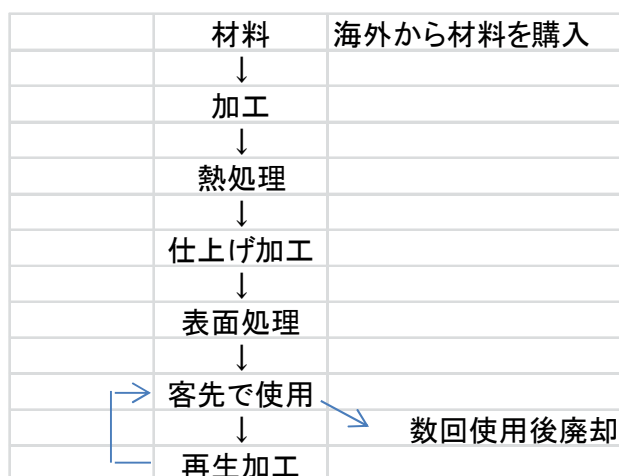 材料 海外から材料を購入
↓
加工
↓
熱処理
↓
仕上げ加工
↓
表面処理
↓
客先で使用
↓ 数回使用後廃却
再生加工